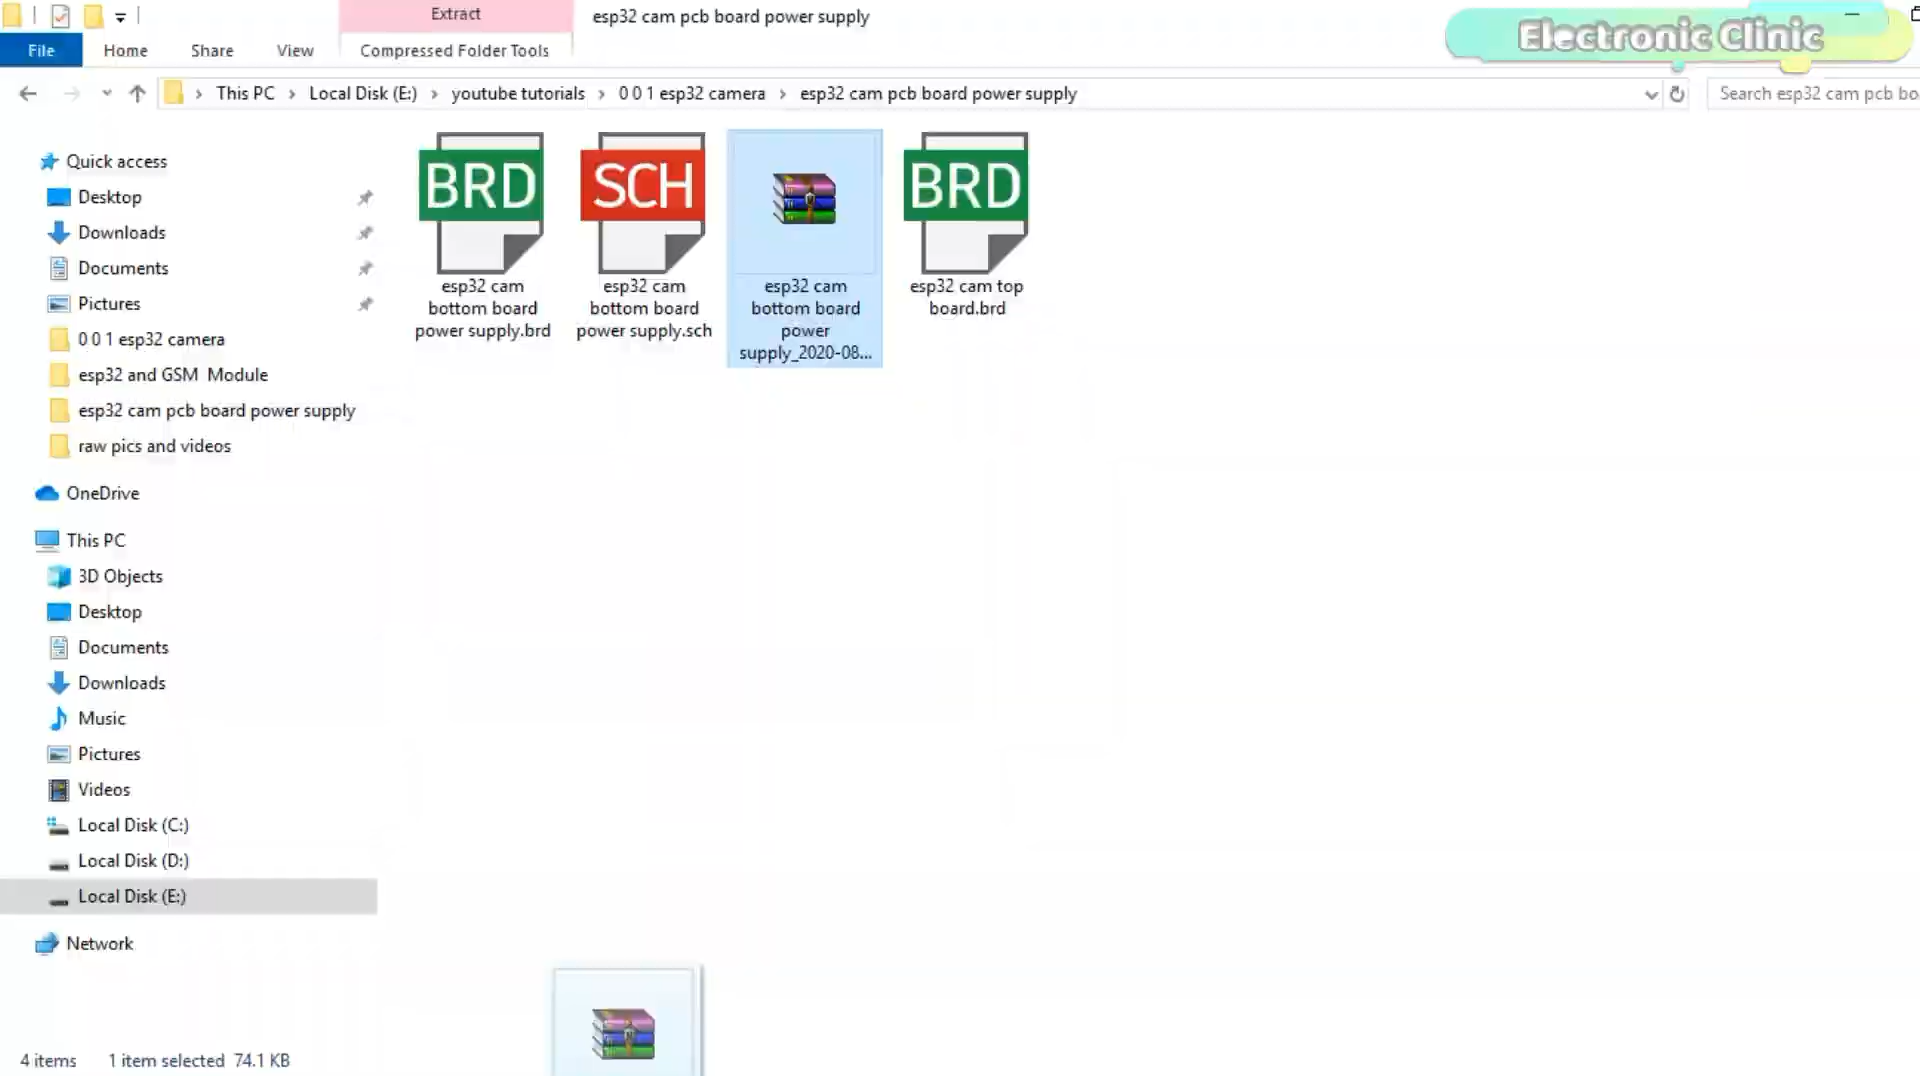 Extract
esp32 cam pcb board power supply
Electronic Clinic
File
Home
Share
View
Compressed Folder Tools
This PC
Local Disk (E:)
youtube tutorials
0 0 1 esp32 camera
esp32 cam pcb board power supply
Search esp32 cam pcb bo
Quick access
Desktop
Downloads
Documents
Pictures
0 0 1 esp32 camera
esp32 and GSM Module
esp32 cam pcb board power supply
raw pics and videos
OneDrive
This PC
3D Objects
Desktop
Documents
Downloads
Music
Pictures
Videos
Local Disk (C:)
Local Disk (D:)
Local Disk (E:)
Network
BRD
esp32 cam
bottom board
power supply.brd
SCH
esp32 cam
bottom board
power supply.sch
esp32 cam
bottom board
power
supply_2020-08...
BRD
esp32 cam top
board.brd
4 items
1 item selected 74.1 KB